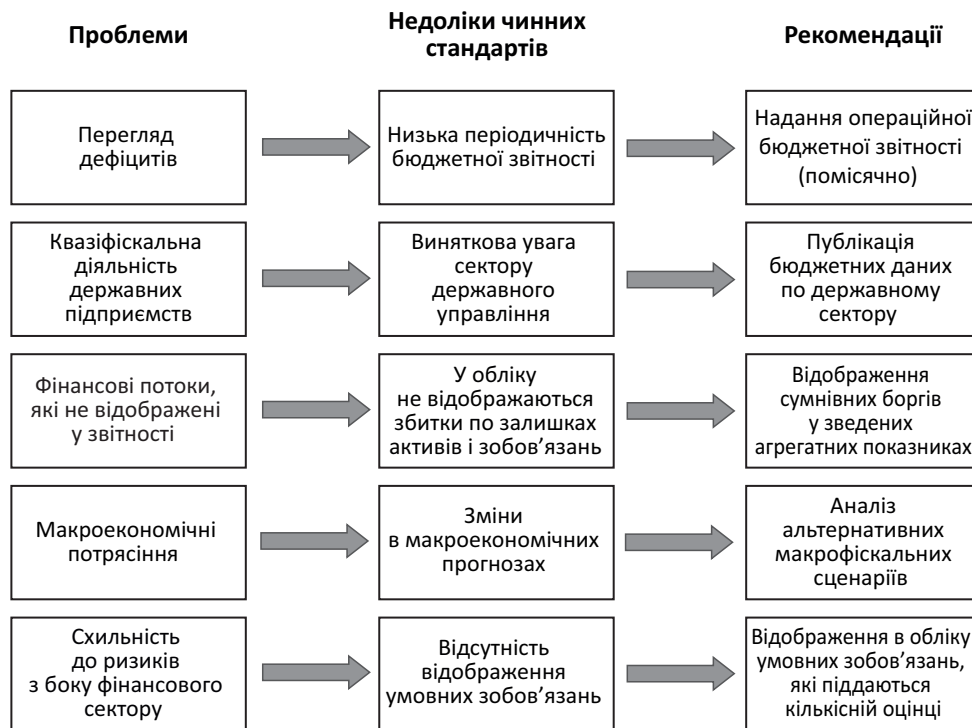 Проблеми
Недоліки чинних
стандартів
Рекомендації
Перегляд
дефіцитів
Низька періодичність
бюджетної звітності
Надання операційної
бюджетної звітності
(помісячно)
Квазіфіскальна
діяльність
державних
підприємств
Виняткова увага
сектору
державного
управління
Публікація
бюджетних даних
по державному
сектору
Фінансові потоки,
які не відображені
у звітності
У обліку
не відображаються
збитки по залишках
активів і зобов’язань
Відображення
сумнівних боргів
у зведених
агрегатних показниках
Макроекономічні
потрясіння
Зміни
в макроекономічних
прогнозах
Аналіз
альтернативних
макрофіскальних
сценаріїв
Схильність
до ризиків
з боку фінансового
сектору
Відсутність
відображення
умовних зобов’язань
Відображення в обліку
умовних зобов’язань,
які піддаються
кількісній оцінці